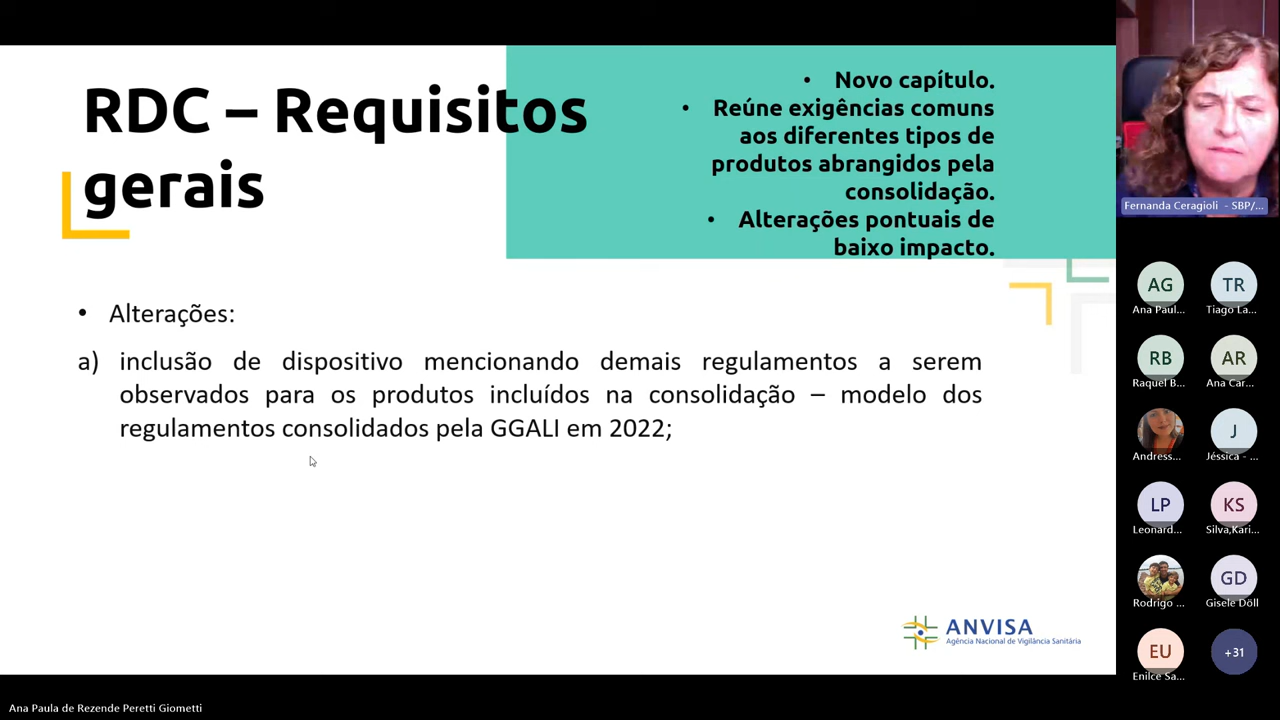 RDC – Requisitos
gerais
• Novo capítulo.
• Reúne exigências comuns
aos diferentes tipos de
produtos abrangidos pela
consolidação.
• Alterações pontuais de
baixo impacto.
• Alterações:
a) inclusão de dispositivo mencionando demais regulamentos a serem
observados para os produtos incluídos na consolidação – modelo dos
regulamentos consolidados pela GGALI em 2022;
ANVISA
Agência Nacional de Vigilância Sanitária
Fernanda Ceragioli - SBP/...
AG
TR
Ana Paul...
Tiago La...
RB
AR
Raquel B...
Ana Car...
J
Andress...
Jéssica - ...
LP
KS
Leonard...
Silva,Kari...
GD
Rodrigo ...
Gisele Döll
EU
+31
Enilce Sa...
Ana Paula de Rezende Peretti Giometti